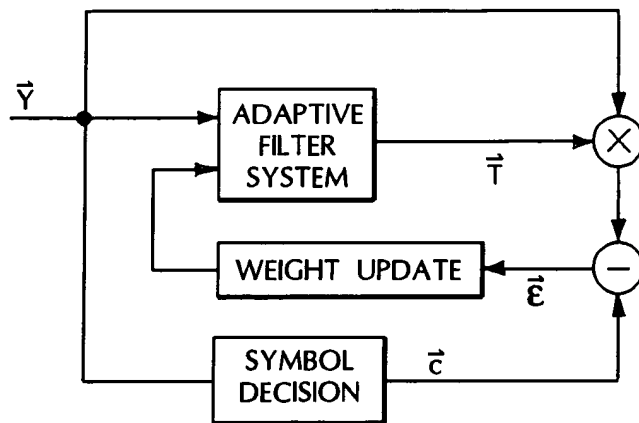 Y⃗
ADAPTIVE
FILTER
SYSTEM
T⃗
×
WEIGHT UPDATE
ε⃗
−
SYMBOL
DECISION
c⃗